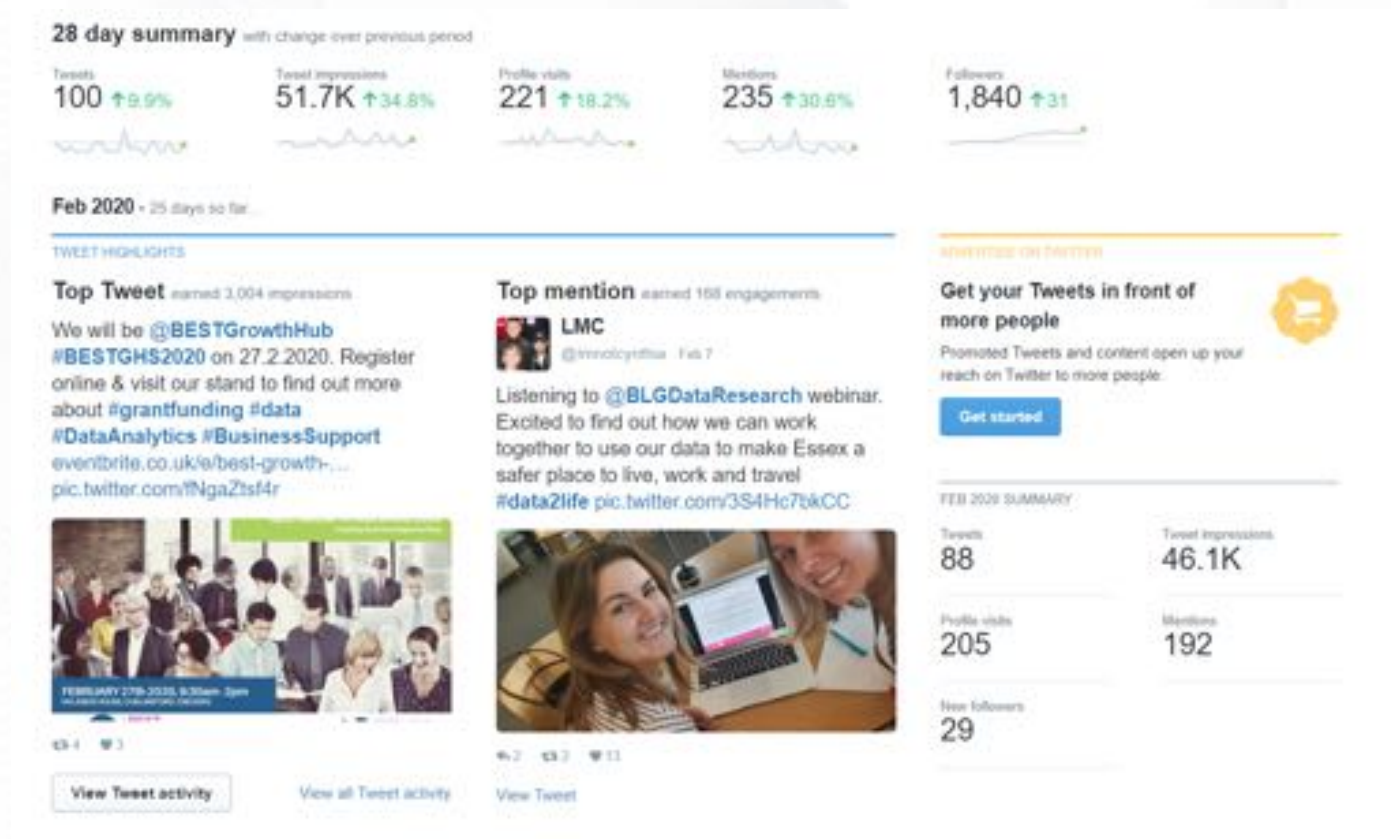 28 day summary with change over previous period
Tweets
100 ↑9.9%
Tweet impressions
51.7K ↑34.8%
Profile visits
221 ↑18.2%
Mentions
235 ↑30.6%
Followers
1,840 ↑31
Feb 2020 • 25 days so far...
TWEET HIGHLIGHTS
Top Tweet earned 3,004 impressions
We will be @BESTGrowthHub
#BESTGHS2020 on 27.2.2020. Register
online & visit our stand to find out more
about #grantfunding #data
#DataAnalytics #BusinessSupport
eventbrite.co.uk/e/best-growth-...
FEBRUARY 27th 2020, 9:30am-2pm
4 3
View Tweet activity
View all Tweet activity
Top mention earned 168 engagements
LMC
Feb 7
Listening to @BLGDataResearch webinar.
Excited to find out how we can work
together to use our data to make Essex a
safer place to live, work and travel
#data2life pic.twitter.com/3S4Hc7bkCC
2 13
View Tweet
ADVERTISE ON TWITTER
Get your Tweets in front of
more people
Promoted Tweets and content open up your
reach on Twitter to more people.
Get started
FEB 2020 SUMMARY
Tweets
88
Tweet impressions
46.1K
Profile visits
205
Mentions
192
New followers
29